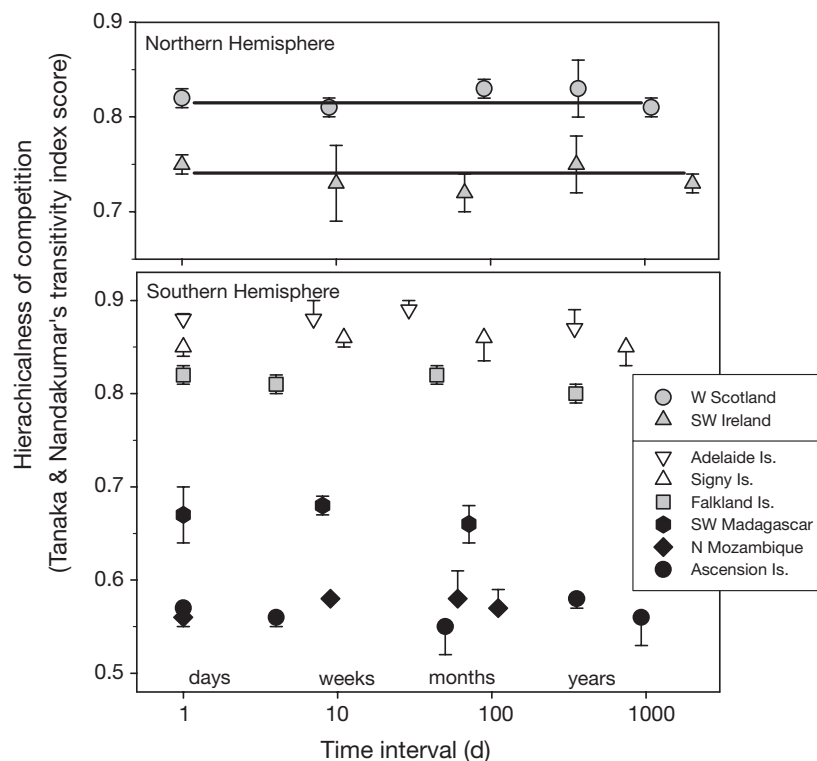 Hierachicalness of competition
(Tanaka & Nandakumar's transitivity index score)
0.9
0.8
0.7
Northern Hemisphere
0.9
0.8
0.7
0.6
0.5
Southern Hemisphere
W Scotland
SW Ireland
Adelaide Is.
Signy Is.
Falkland Is.
SW Madagascar
N Mozambique
Ascension Is.
days weeks months years
1 10 100 1000
Time interval (d)